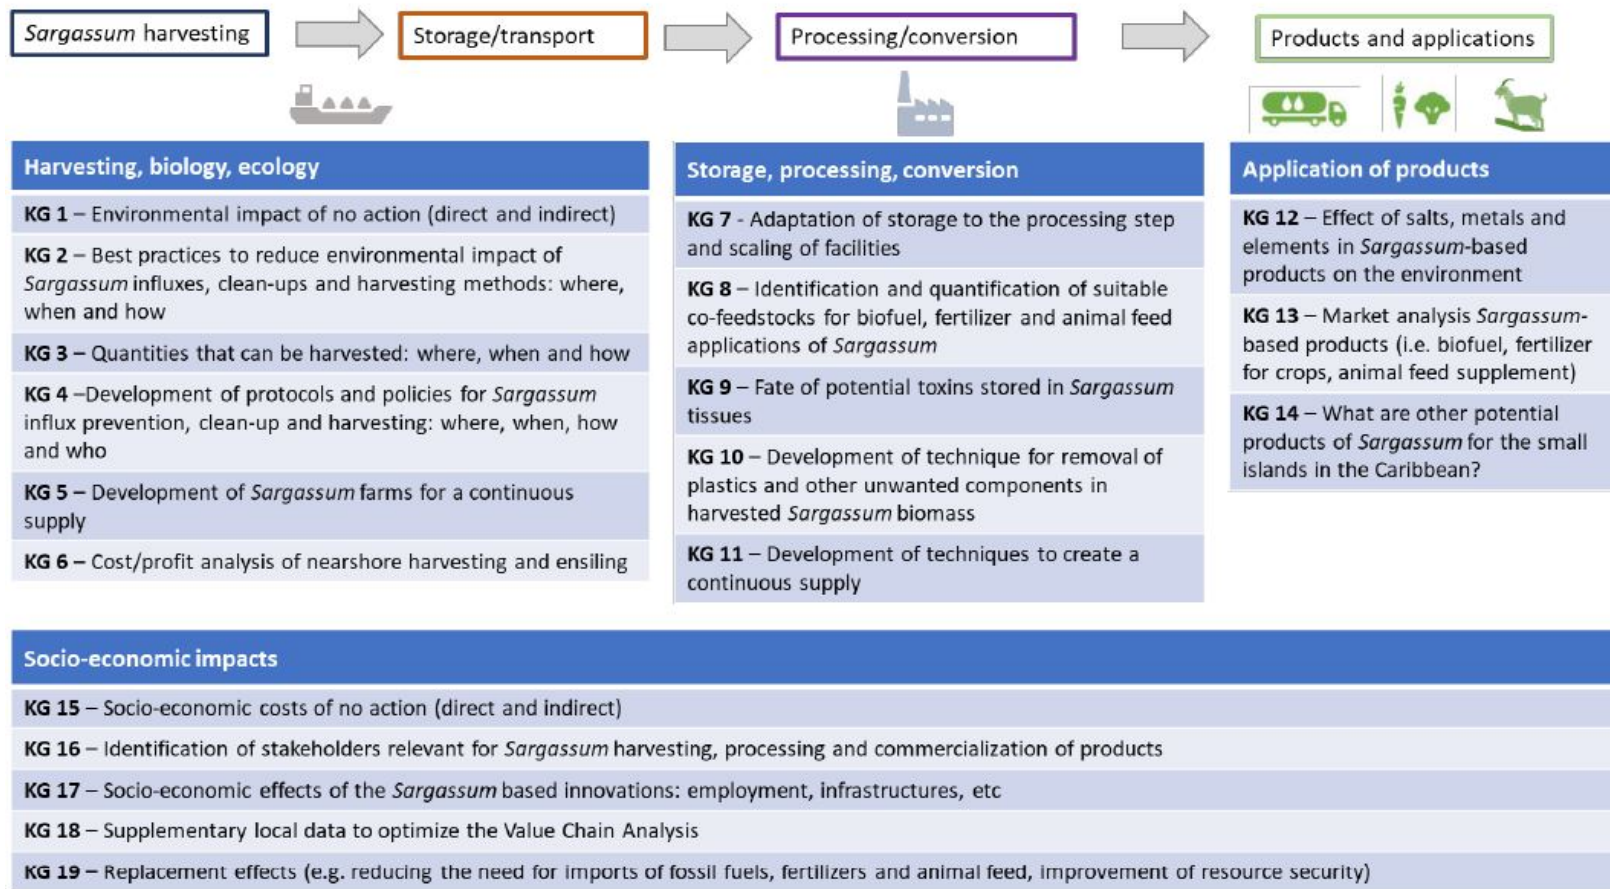 Sargassum harvesting
Storage/transport
Processing/conversion
Products and applications
Harvesting, biology, ecology
KG 1 – Environmental impact of no action (direct and indirect)
KG 2 – Best practices to reduce environmental impact of
Sargassum influxes, clean-ups and harvesting methods: where,
when and how
KG 3 – Quantities that can be harvested: where, when and how
KG 4 –Development of protocols and policies for Sargassum
influx prevention, clean-up and harvesting: where, when, how
and who
KG 5 – Development of Sargassum farms for a continuous
supply
KG 6 – Cost/profit analysis of nearshore harvesting and ensiling
Storage, processing, conversion
KG 7 - Adaptation of storage to the processing step
and scaling of facilities
KG 8 – Identification and quantification of suitable
co-feedstocks for biofuel, fertilizer and animal feed
applications of Sargassum
KG 9 – Fate of potential toxins stored in Sargassum
tissues
KG 10 – Development of technique for removal of
plastics and other unwanted components in
harvested Sargassum biomass
KG 11 – Development of techniques to create a
continuous supply
Application of products
KG 12 – Effect of salts, metals and
elements in Sargassum-based
products on the environment
KG 13 – Market analysis Sargassum-
based products (i.e. biofuel, fertilizer
for crops, animal feed supplement)
KG 14 – What are other potential
products of Sargassum for the small
islands in the Caribbean?
Socio-economic impacts
KG 15 – Socio-economic costs of no action (direct and indirect)
KG 16 – Identification of stakeholders relevant for Sargassum harvesting, processing and commercialization of products
KG 17 – Socio-economic effects of the Sargassum based innovations: employment, infrastructures, etc
KG 18 – Supplementary local data to optimize the Value Chain Analysis
KG 19 – Replacement effects (e.g. reducing the need for imports of fossil fuels, fertilizers and animal feed, improvement of resource security)